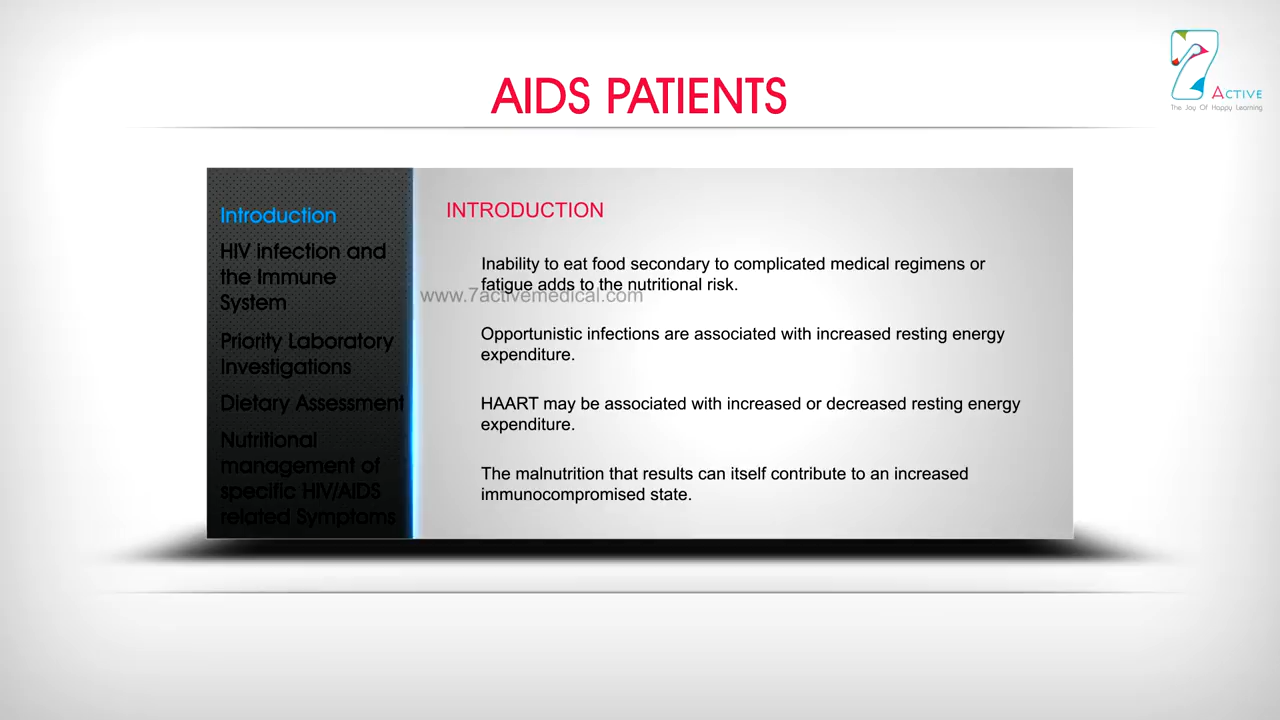 AIDS PATIENTS
7 ACTIVE
The Joy Of Happy Learning
Introduction
HIV infection and
the Immune
System
Priority Laboratory
Investigations
Dietary Assessment
Nutritional
management of
specific HIV/AIDS
related Symptoms
INTRODUCTION
Inability to eat food secondary to complicated medical regimens or
fatigue adds to the nutritional risk.
www.7activemedical.com
Opportunistic infections are associated with increased resting energy
expenditure.
HAART may be associated with increased or decreased resting energy
expenditure.
The malnutrition that results can itself contribute to an increased
immunocompromised state.